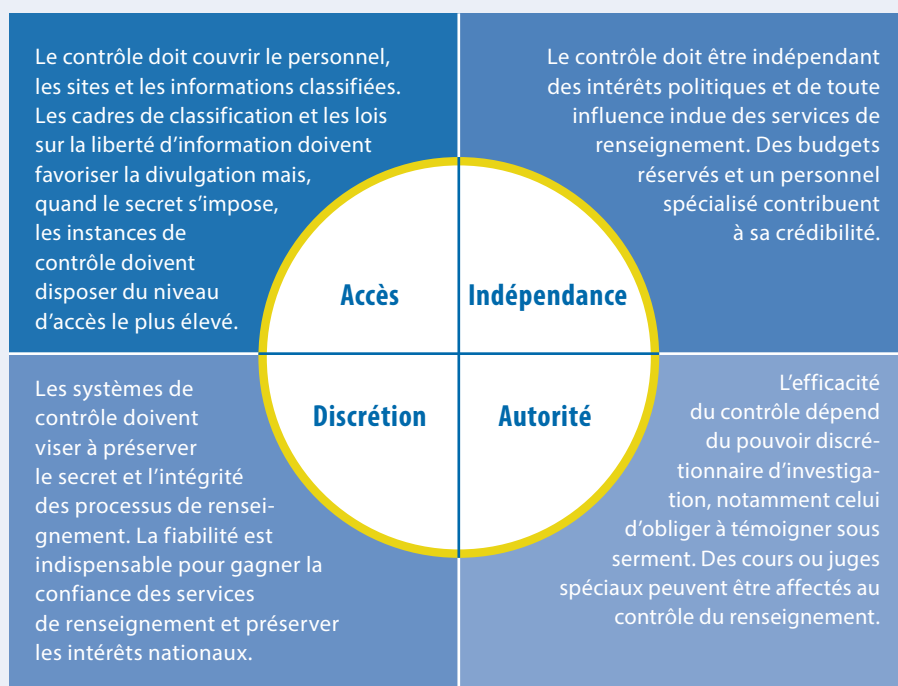 Le contrôle doit couvrir le personnel,
les sites et les informations classifiées.
Les cadres de classification et les lois
sur la liberté d’information doivent
favoriser la divulgation mais,
quand le secret s’impose,
les instances de
contrôle doivent
disposer du niveau
d’accès le plus élevé.
Le contrôle doit être indépendant
des intérêts politiques et de toute
influence indue des services de
renseignement. Des budgets
réservés et un personnel
spécialisé contribuent
à sa crédibilité.
Accès
Indépendance
Discrétion
Autorité
Les systèmes de
contrôle doivent
viser à préserver
le secret et l’intégrité
des processus de rensei-
gnement. La fiabilité est
indispensable pour gagner la
confiance des services
de renseignement et préserver
les intérêts nationaux.
L’efficacité
du contrôle dépend
du pouvoir discré-
tionnaire d’investiga-
tion, notamment celui
d’obliger à témoigner sous
serment. Des cours ou juges
spéciaux peuvent être affectés au
contrôle du renseignement.